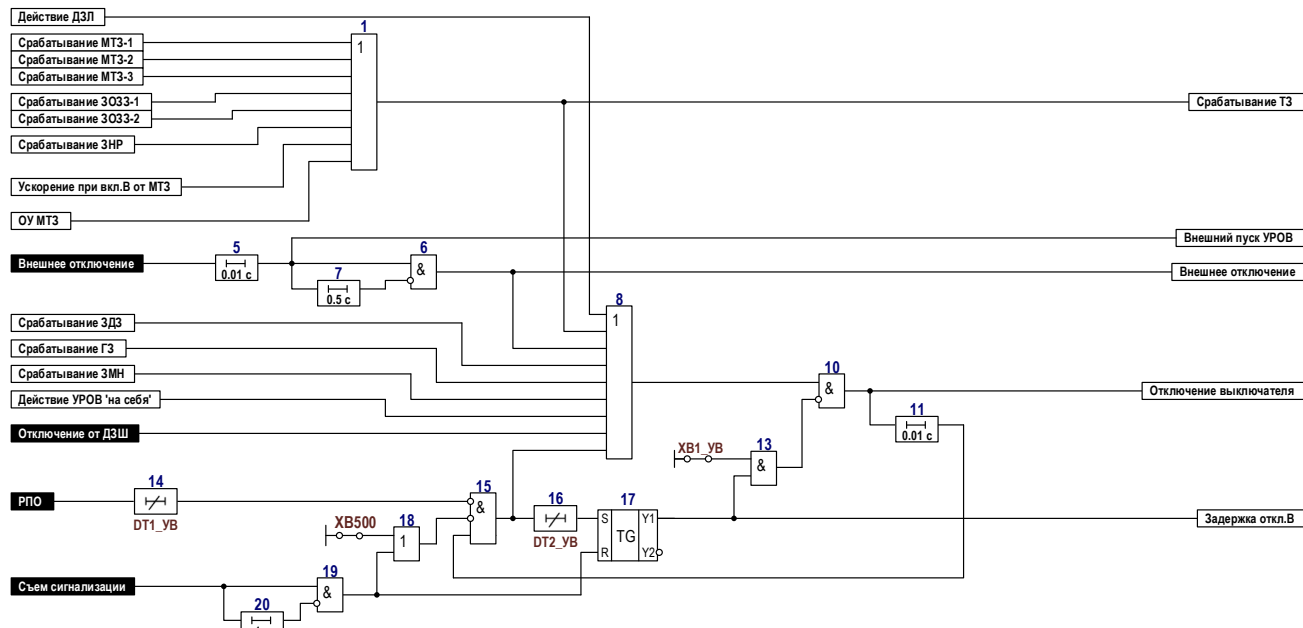 Действие ДЗЛ
1
Срабатывание МТЗ-1
1
Срабатывание МТЗ-2
Срабатывание МТЗ-3
Срабатывание ЗОЗЗ-1
Срабатывание ТЗ
Срабатывание ЗОЗЗ-2
Срабатывание ЗНР
Ускорение при вкл.В от МТЗ
ОУ МТЗ
Внешний пуск УРОВ
5
6
Внешнее отключение
0.01 с
7
&
Внешнее отключение
0.5 с
8
Срабатывание ЗДЗ
1
Срабатывание ГЗ
Срабатывание ЗМН
10
Действие УРОВ 'на себя'
&
Отключение выключателя
11
Отключение от ДЗШ
0.01 с
XB1_УВ
13
&
14
15
16
17
РПО
&
DT1_УВ
XB500
18
S
Y1
Задержка откл.В
1
DT2_УВ
TG
R
Y2
19
Съем сигнализации
&
20